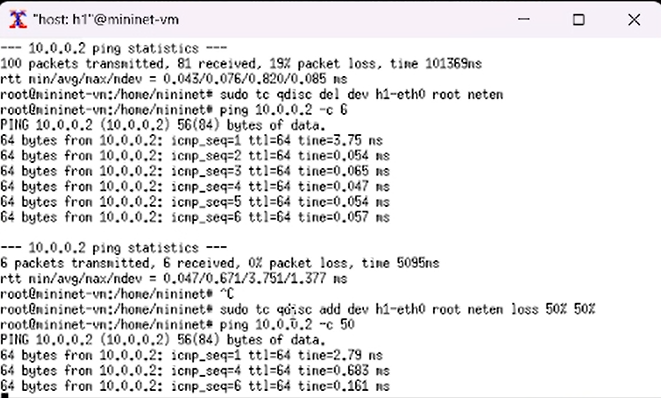 "host: h1"@mininet-vm
--- 10.0.0.2 ping statistics ---
100 packets transmitted, 81 received, 19% packet loss, time 101369ms
rtt min/avg/max/mdev = 0.043/0.076/0.820/0.085 ms
root@mininet-vm:/home/mininet# sudo tc qdisc del dev h1-eth0 root netem
root@mininet-vm:/home/mininet# ping 10.0.0.2 -c 6
PING 10.0.0.2 (10.0.0.2) 56(84) bytes of data.
64 bytes from 10.0.0.2: icmp_seq=1 ttl=64 time=3.75 ms
64 bytes from 10.0.0.2: icmp_seq=2 ttl=64 time=0.054 ms
64 bytes from 10.0.0.2: icmp_seq=3 ttl=64 time=0.065 ms
64 bytes from 10.0.0.2: icmp_seq=4 ttl=64 time=0.047 ms
64 bytes from 10.0.0.2: icmp_seq=5 ttl=64 time=0.054 ms
64 bytes from 10.0.0.2: icmp_seq=6 ttl=64 time=0.057 ms
--- 10.0.0.2 ping statistics ---
6 packets transmitted, 6 received, 0% packet loss, time 5095ms
rtt min/avg/max/mdev = 0.047/0.671/3.751/1.377 ms
root@mininet-vm:/home/mininet# ^C
root@mininet-vm:/home/mininet# sudo tc qdisc add dev h1-eth0 root netem loss 50% 50%
root@mininet-vm:/home/mininet# ping 10.0.0.2 -c 50
PING 10.0.0.2 (10.0.0.2) 56(84) bytes of data.
64 bytes from 10.0.0.2: icmp_seq=1 ttl=64 time=2.79 ms
64 bytes from 10.0.0.2: icmp_seq=4 ttl=64 time=0.683 ms
64 bytes from 10.0.0.2: icmp_seq=6 ttl=64 time=0.161 ms